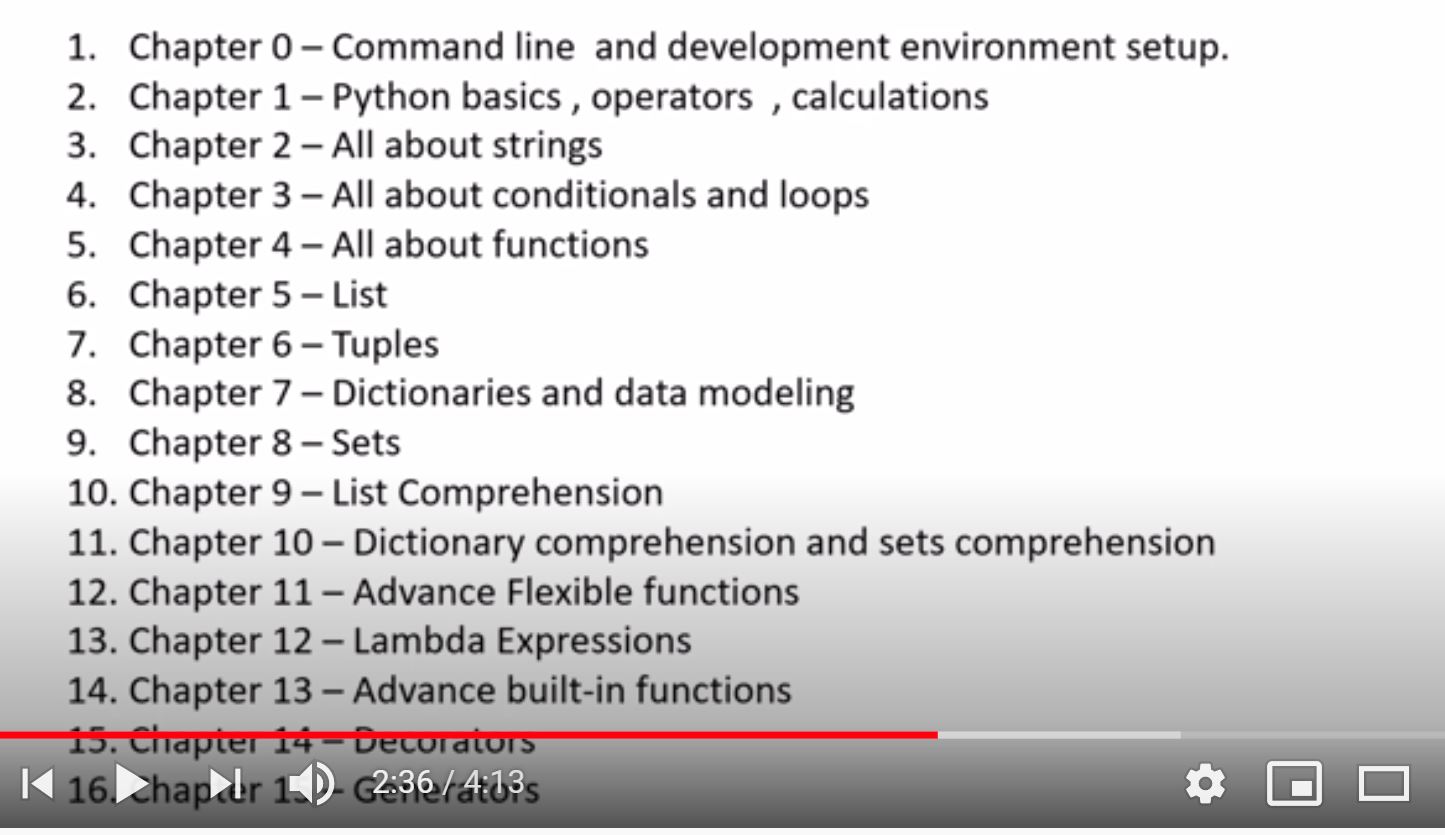 1. Chapter 0 – Command line and development environment setup.
2. Chapter 1 – Python basics , operators , calculations
3. Chapter 2 – All about strings
4. Chapter 3 – All about conditionals and loops
5. Chapter 4 – All about functions
6. Chapter 5 – List
7. Chapter 6 – Tuples
8. Chapter 7 – Dictionaries and data modeling
9. Chapter 8 – Sets
10. Chapter 9 – List Comprehension
11. Chapter 10 – Dictionary comprehension and sets comprehension
12. Chapter 11 – Advance Flexible functions
13. Chapter 12 – Lambda Expressions
14. Chapter 13 – Advance built-in functions
15. Chapter 14 – Decorators
16. Chapter 15 – Generators
2:36 / 4:13